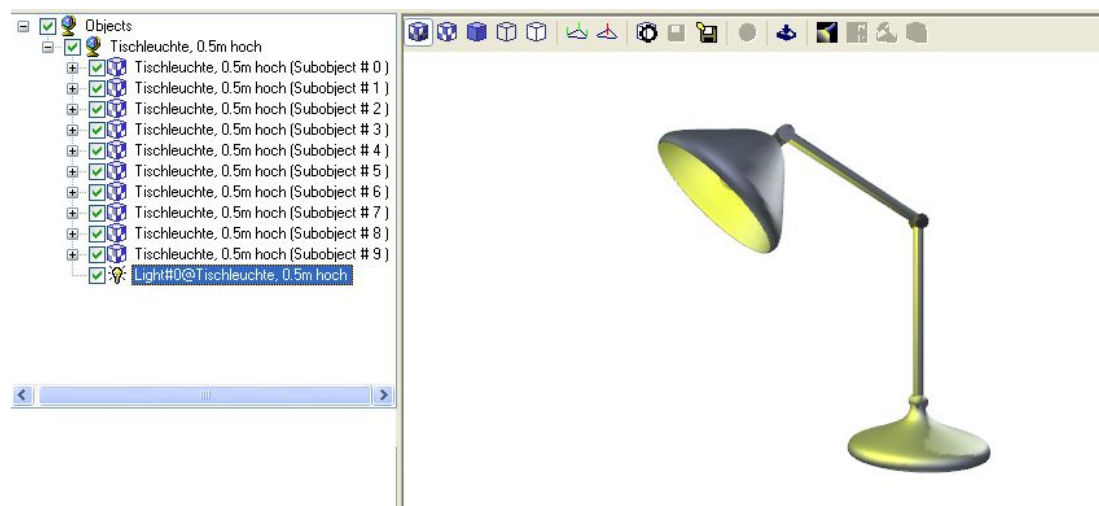 Objects
Tischleuchte, 0.5m hoch
Tischleuchte, 0.5m hoch (Subobject # 0 )
Tischleuchte, 0.5m hoch (Subobject # 1 )
Tischleuchte, 0.5m hoch (Subobject # 2 )
Tischleuchte, 0.5m hoch (Subobject # 3 )
Tischleuchte, 0.5m hoch (Subobject # 4 )
Tischleuchte, 0.5m hoch (Subobject # 5 )
Tischleuchte, 0.5m hoch (Subobject # 6 )
Tischleuchte, 0.5m hoch (Subobject # 7 )
Tischleuchte, 0.5m hoch (Subobject # 8 )
Tischleuchte, 0.5m hoch (Subobject # 9 )
Light#0@Tischleuchte, 0.5m hoch